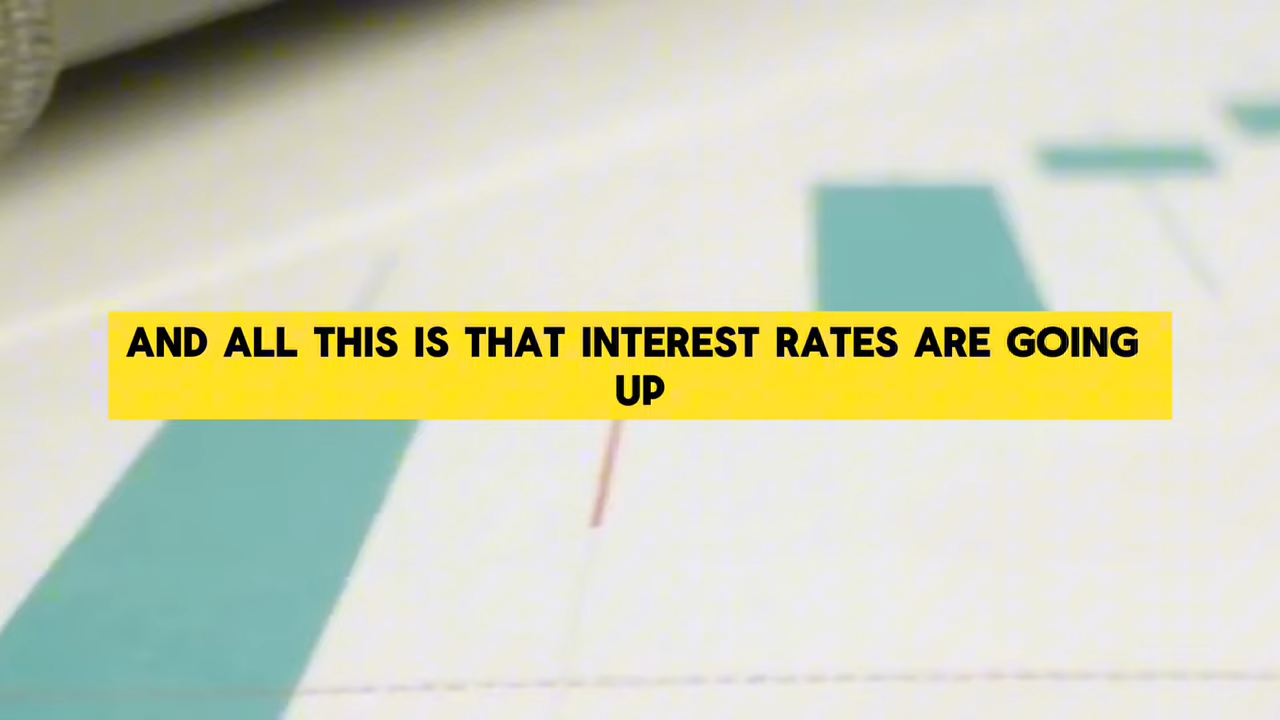 AND ALL THIS IS THAT INTEREST RATES ARE GOING
UP